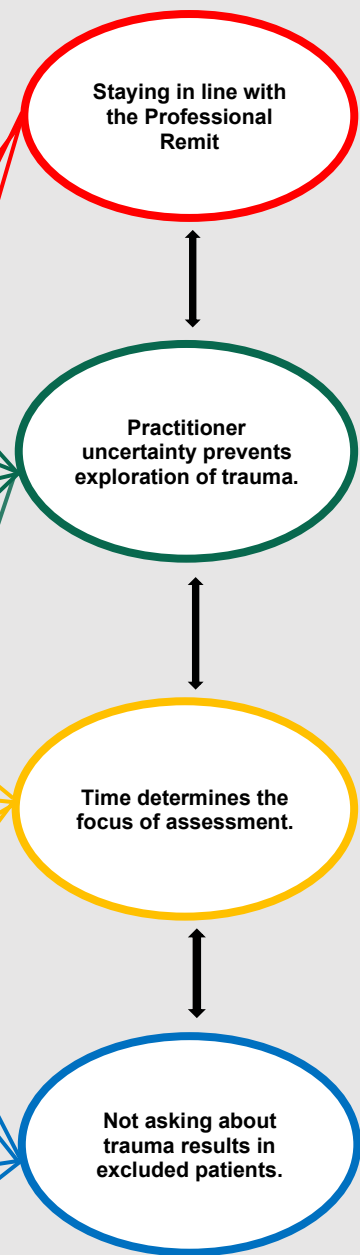 Staying in line with
the Professional
Remit
Practitioner
uncertainty prevents
exploration of trauma.
Time determines the
focus of assessment.
Not asking about
trauma results in
excluded patients.